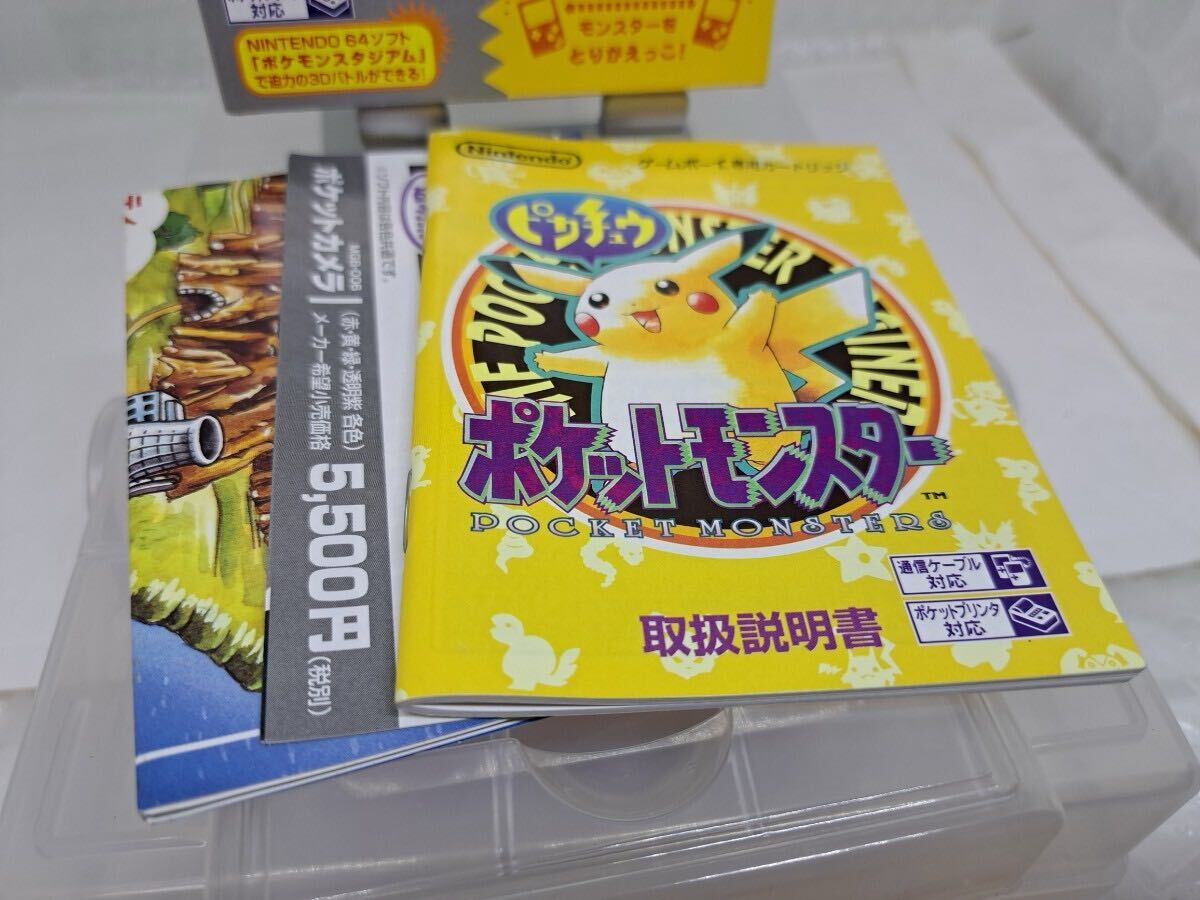 対応
NINTENDO 64ソフト
「ポケモンスタジアム」
で迫力の3Dバトルができる!
モンスターを
とりかえっこ!
Nintendo
ゲームボーイ専用カートリッジ
ピカチュウ
ポケットモンスター
TM
POCKET MONSTERS
通信ケーブル
対応
ポケットプリンタ
対応
取扱説明書
ポケットカメラ
MGB-006
(赤・黄・緑・透明紫 各色)
メーカー希望小売価格
5,500円(税別)